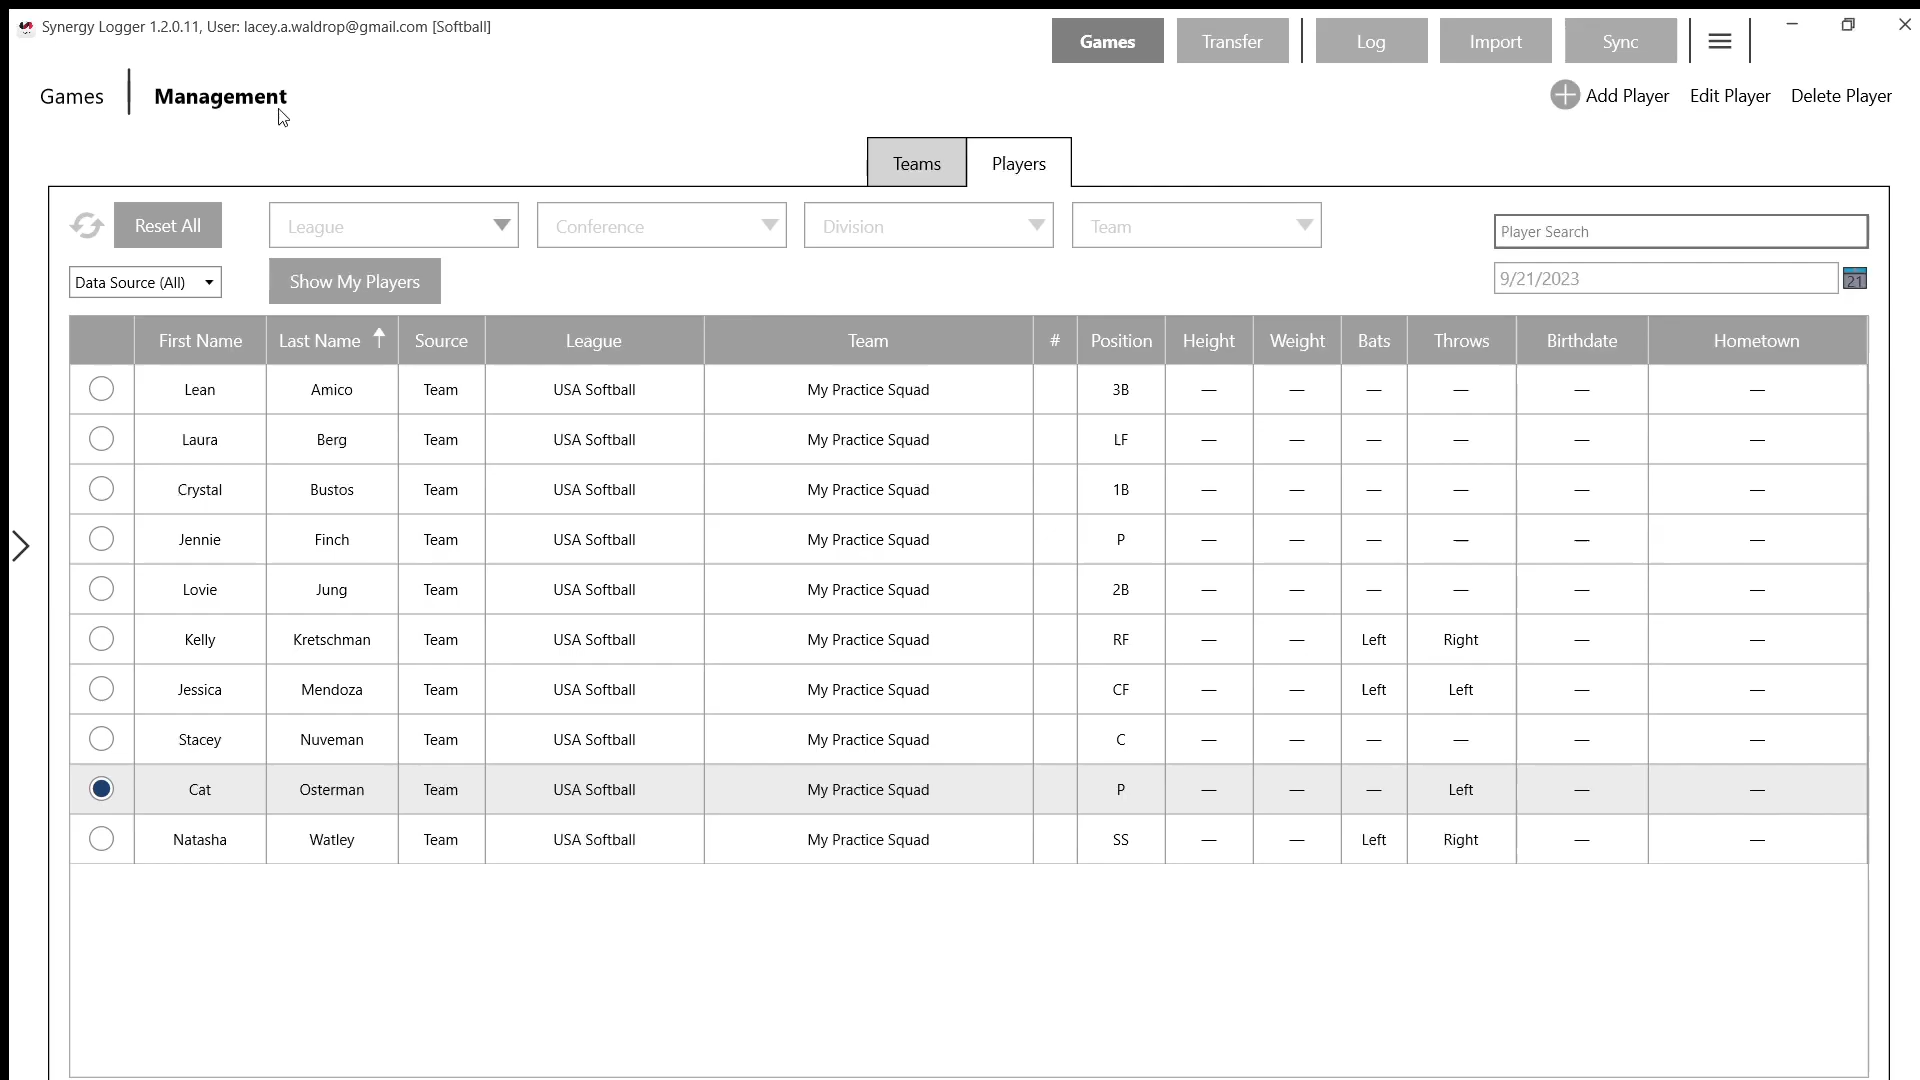 Synergy Logger 1.2.0.11, User: lacey.a.waldrop@gmail.com [Softball]
Games Transfer Log Import Sync
Games Management Add Player Edit Player Delete Player
Teams Players
Reset All League Conference Division Team Player Search
Data Source (All) Show My Players 9/21/2023 21
First Name Last Name Source League Team # Position Height Weight Bats Throws Birthdate Hometown
Lean Amico Team USA Softball My Practice Squad 3B — — — — — —
Laura Berg Team USA Softball My Practice Squad LF — — — — — —
Crystal Bustos Team USA Softball My Practice Squad 1B — — — — — —
Jennie Finch Team USA Softball My Practice Squad P — — — — — —
Lovie Jung Team USA Softball My Practice Squad 2B — — — — — —
Kelly Kretschman Team USA Softball My Practice Squad RF — — Left Right — —
Jessica Mendoza Team USA Softball My Practice Squad CF — — Left Left — —
Stacey Nuveman Team USA Softball My Practice Squad C — — — — — —
Cat Osterman Team USA Softball My Practice Squad P — — — Left — —
Natasha Watley Team USA Softball My Practice Squad SS — — Left Right — —